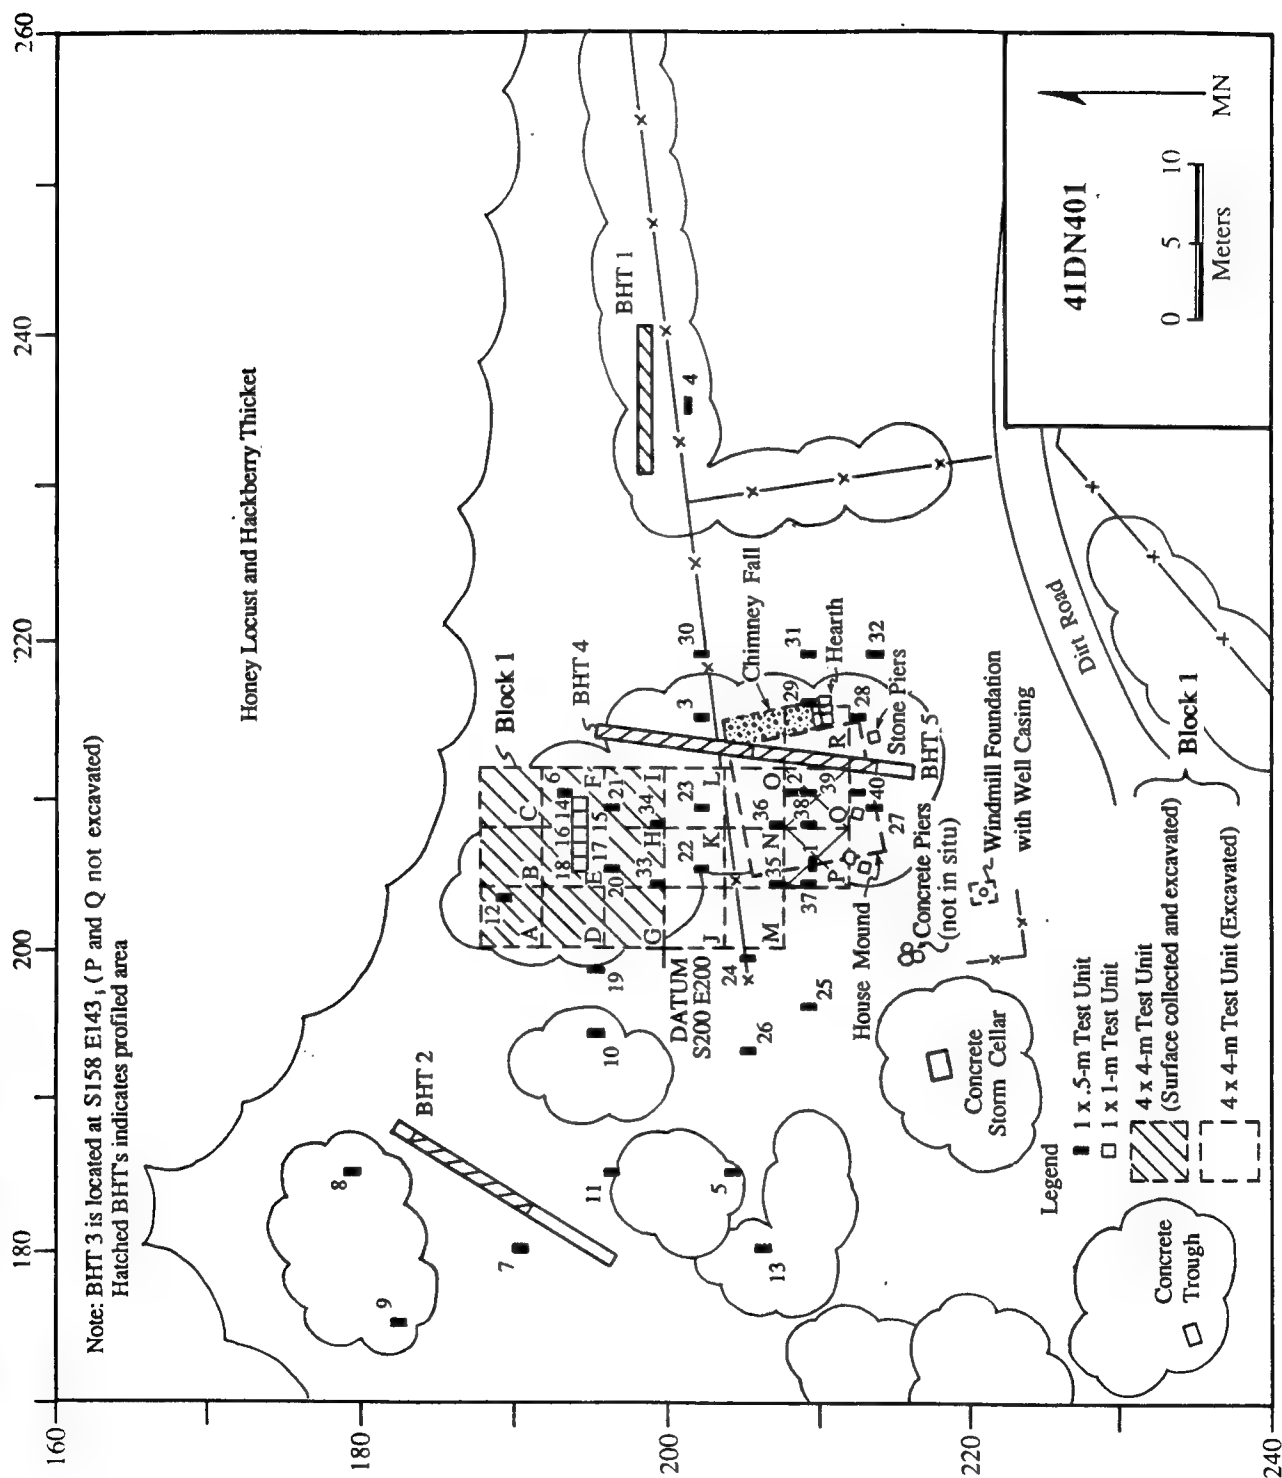 Note: BHT 3 is located at S158 E143, (P and Q not excavated)
Hatched BHT's indicates profiled area
160
180
200
220
240
180
200
220
240
260
Honey Locust and Hackberry Thicket
BHT 2
8
9
7
10
11
5
13
19
12
A
B
C
Block 1
6
14
16
18
D
E
F
15
17
20
21
33
34
G
H
I
DATUM
S200 E200
22
23
J
K
L
24
M
N
O
35
36
2
25
26
37
38
39
1
P
Q
R
40
27
28
29
3
30
31
32
BHT 4
BHT 5
BHT 1
4
Chimney Fall
Hearth
Stone Piers
House Mound
Concrete Piers
(not in situ)
Windmill Foundation
with Well Casing
Concrete
Storm Cellar
Concrete
Trough
Dirt Road
Legend
1 x .5-m Test Unit
1 x 1-m Test Unit
4 x 4-m Test Unit
(Surface collected and excavated)
4 x 4-m Test Unit (Excavated)
Block 1
41DN401
0 5 10
Meters
MN